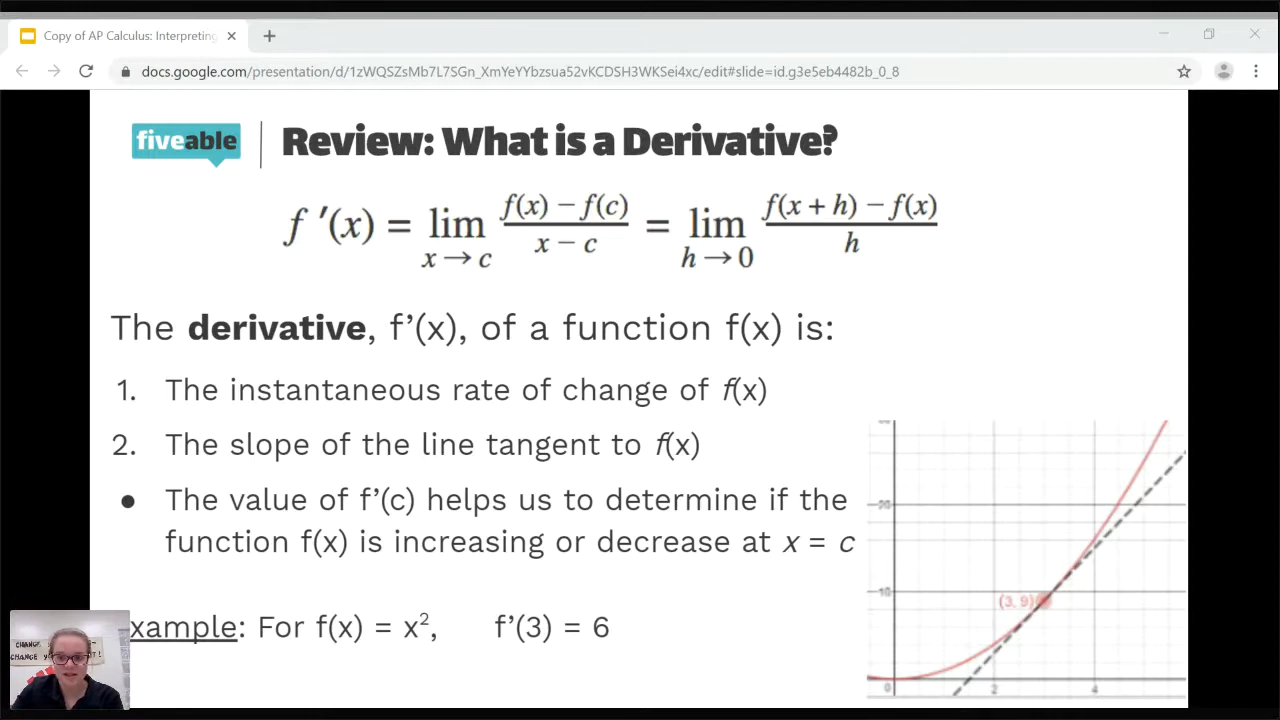 Copy of AP Calculus: Interpreting
docs.google.com/presentation/d/1zWQSZsMb7L7SGn_XmYeYYbzsua52vKCDSH3WKSei4xc/edit#slide=id.g3e5eb4482b_0_8
fiveable
Review: What is a Derivative?
f '(x) = lim x → c f(x) − f(c) / x − c = lim h → 0 f(x + h) − f(x) / h
The derivative, f’(x), of a function f(x) is:
1. The instantaneous rate of change of f(x)
2. The slope of the line tangent to f(x)
● The value of f’(c) helps us to determine if the
function f(x) is increasing or decrease at x = c
xample: For f(x) = x², f’(3) = 6
20
10
(3, 9)
0 2 4
CHANGE
CHANGE